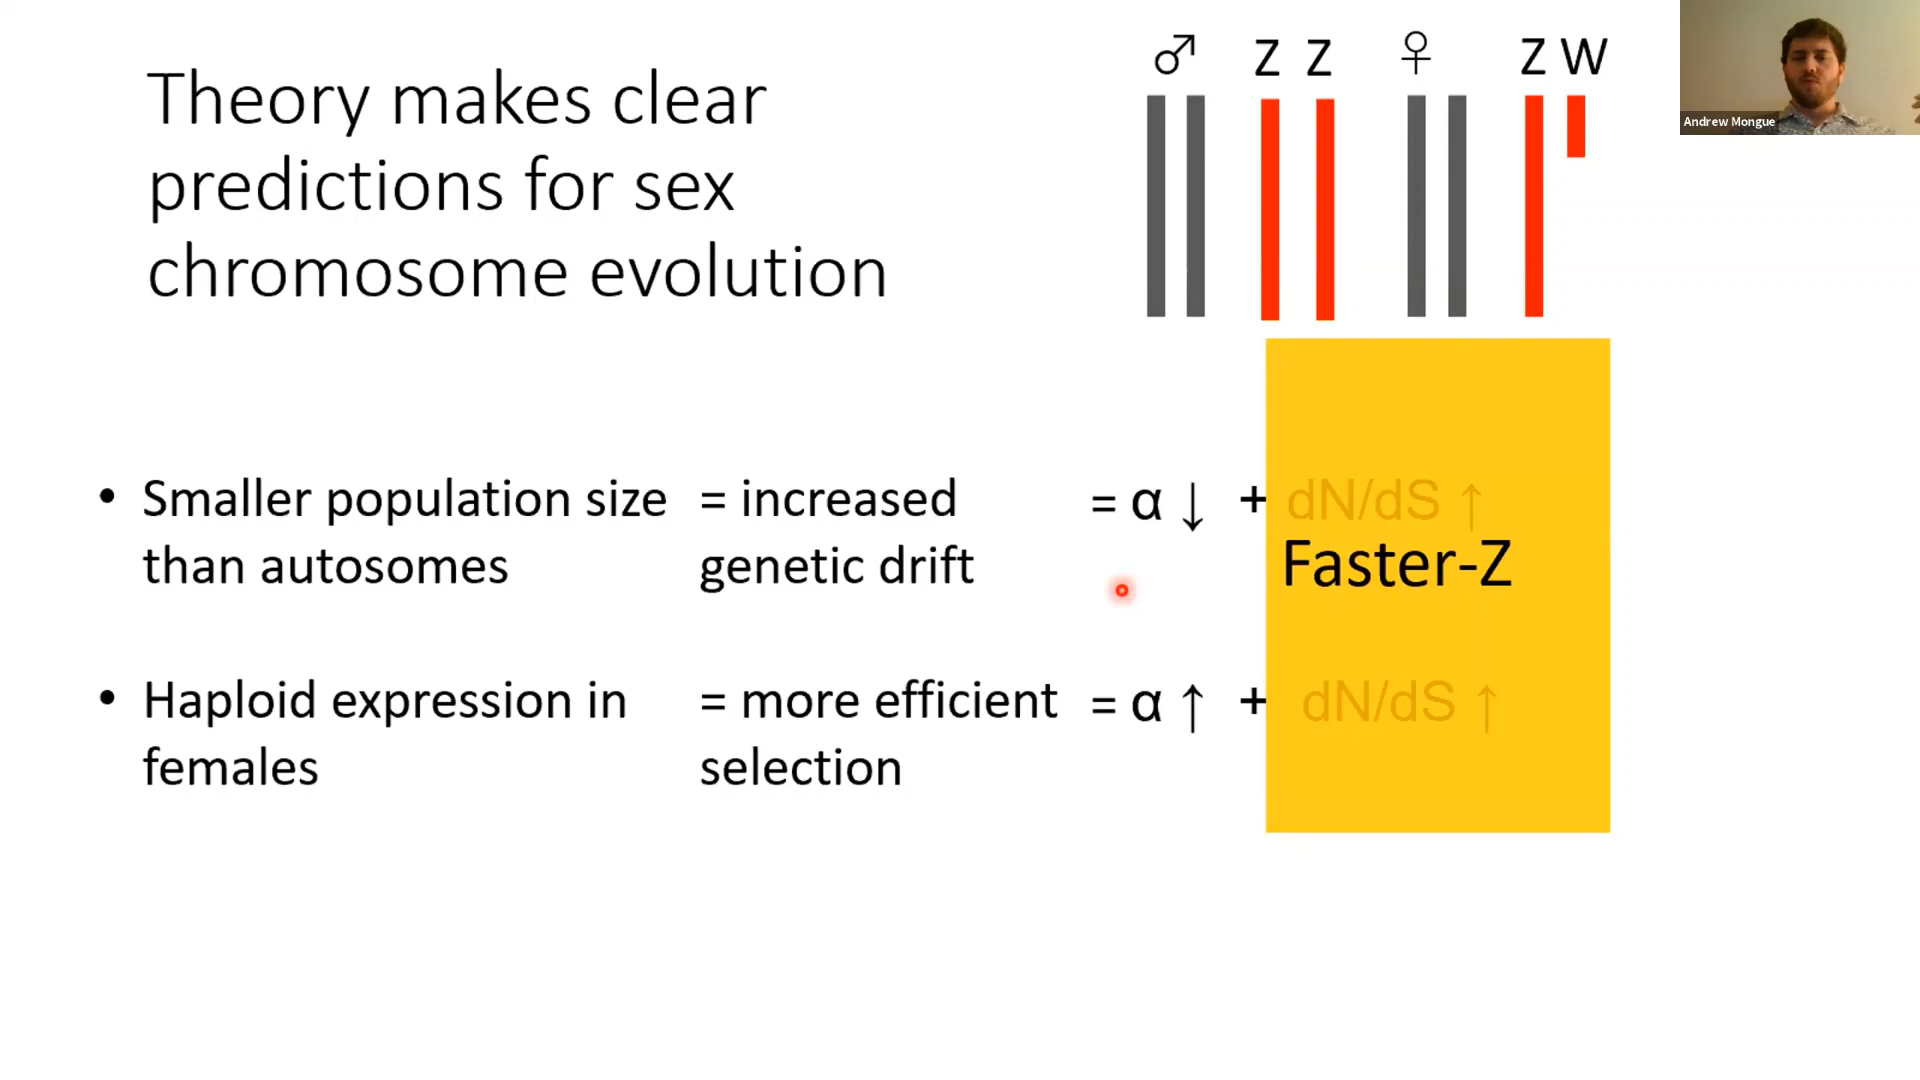 ♂ Z Z ♀ Z W
Andrew Mongue
Theory makes clear
predictions for sex
chromosome evolution
• Smaller population size = increased = α ↓ + dN/dS ↑
than autosomes genetic drift
Faster-Z
• Haploid expression in = more efficient = α ↑ + dN/dS ↑
females selection